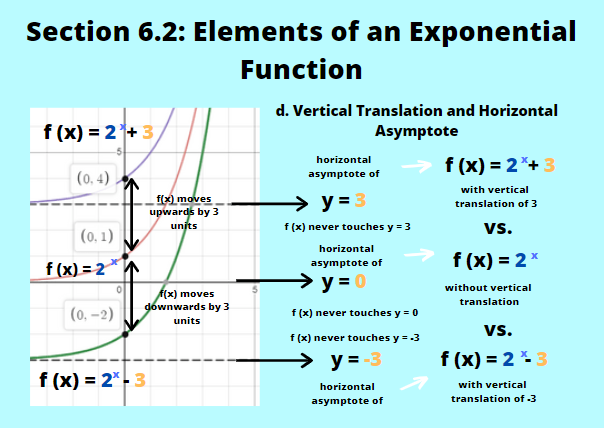 Section 6.2: Elements of an Exponential
Function
d. Vertical Translation and Horizontal
Asymptote
f (x) = 2 x + 3
5
(0, 4)
f(x) moves
upwards by 3
units
(0, 1)
f (x) = 2 x
0
5
(0, −2)
f(x) moves
downwards by 3
units
f (x) = 2 x - 3
horizontal
asymptote of
f (x) = 2 x + 3
y = 3
with vertical
translation of 3
f (x) never touches y = 3
vs.
horizontal
asymptote of
f (x) = 2 x
y = 0
without vertical
translation
f (x) never touches y = 0
vs.
f (x) never touches y = -3
y = -3
f (x) = 2 x - 3
horizontal
asymptote of
with vertical
translation of -3